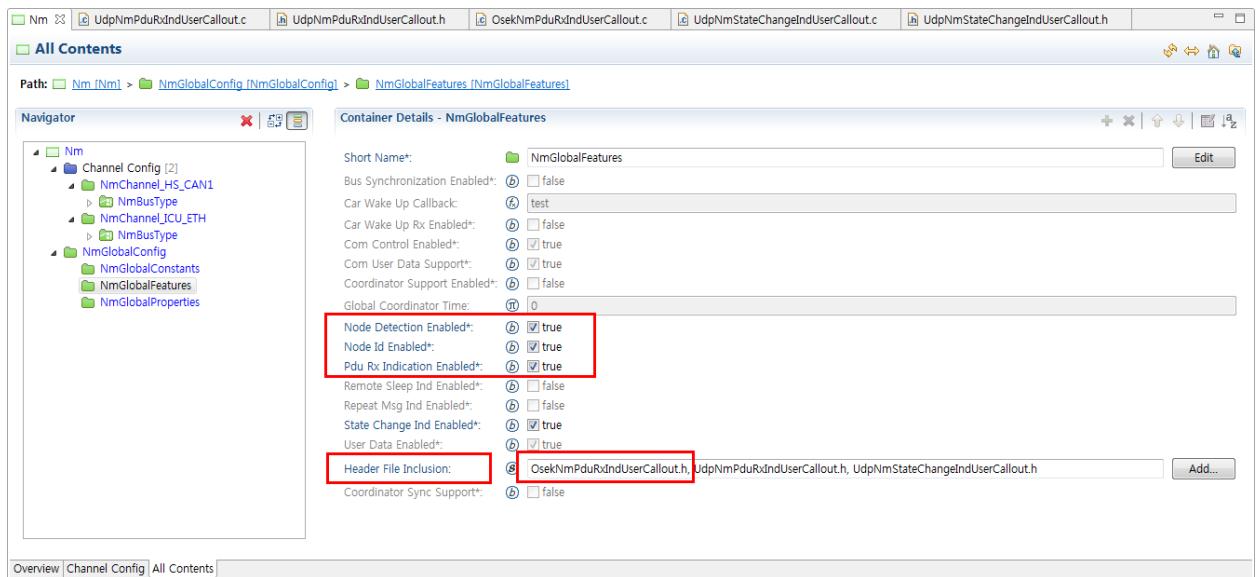 Nm UdpNmPduRxIndUserCallout.c UdpNmPduRxIndUserCallout.h OsekNmPduRxIndUserCallout.c UdpNmStateChangeIndUserCallout.c UdpNmStateChangeIndUserCallout.h
All Contents
Path: Nm [Nm] > NmGlobalConfig [NmGlobalConfig] > NmGlobalFeatures [NmGlobalFeatures]
Navigator
Nm
Channel Config [2]
NmChannel_HS_CAN1
NmBusType
NmChannel_ICU_ETH
NmBusType
NmGlobalConfig
NmGlobalConstants
NmGlobalFeatures
NmGlobalProperties
Container Details - NmGlobalFeatures
Short Name*: NmGlobalFeatures Edit
Bus Synchronization Enabled*: false
Car Wake Up Callback: test
Car Wake Up Rx Enabled*: false
Com Control Enabled*: true
Com User Data Support*: true
Coordinator Support Enabled*: false
Global Coordinator Time: 0
Node Detection Enabled*: true
Node Id Enabled*: true
Pdu Rx Indication Enabled*: true
Remote Sleep Ind Enabled*: false
Repeat Msg Ind Enabled*: false
State Change Ind Enabled*: true
User Data Enabled*: true
Header File Inclusion: OsekNmPduRxIndUserCallout.h, UdpNmPduRxIndUserCallout.h, UdpNmStateChangeIndUserCallout.h Add...
Coordinator Sync Support*: false
Overview Channel Config All Contents